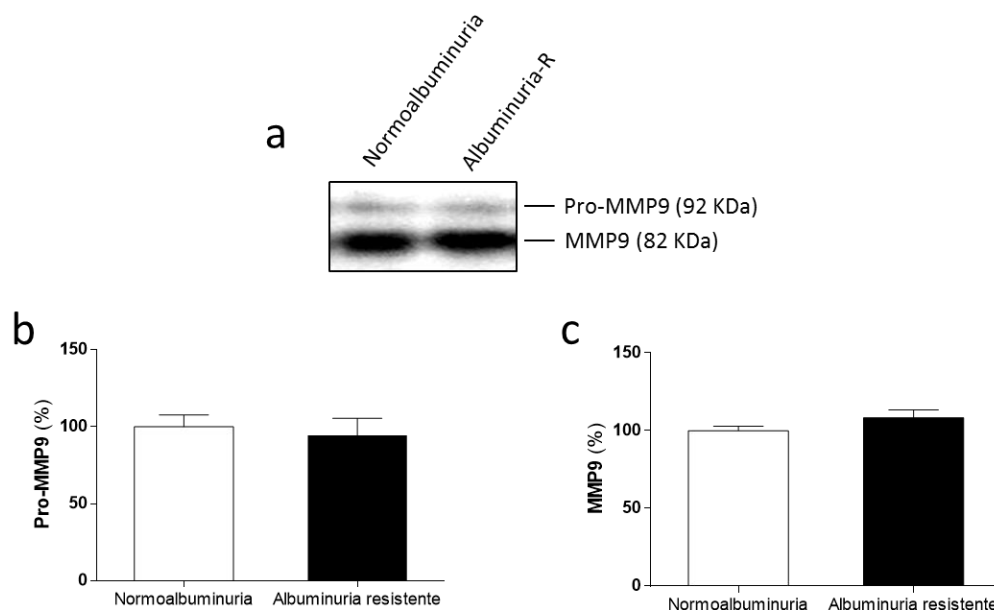 a
Normoalbuminuria
Albuminuria-R
Pro-MMP9 (92 KDa)
MMP9 (82 KDa)
b
Pro-MMP9 (%)
150
100
50
0
Normoalbuminuria
Albuminuria resistente
c
MMP9 (%)
150
100
50
0
Normoalbuminuria
Albuminuria resistente